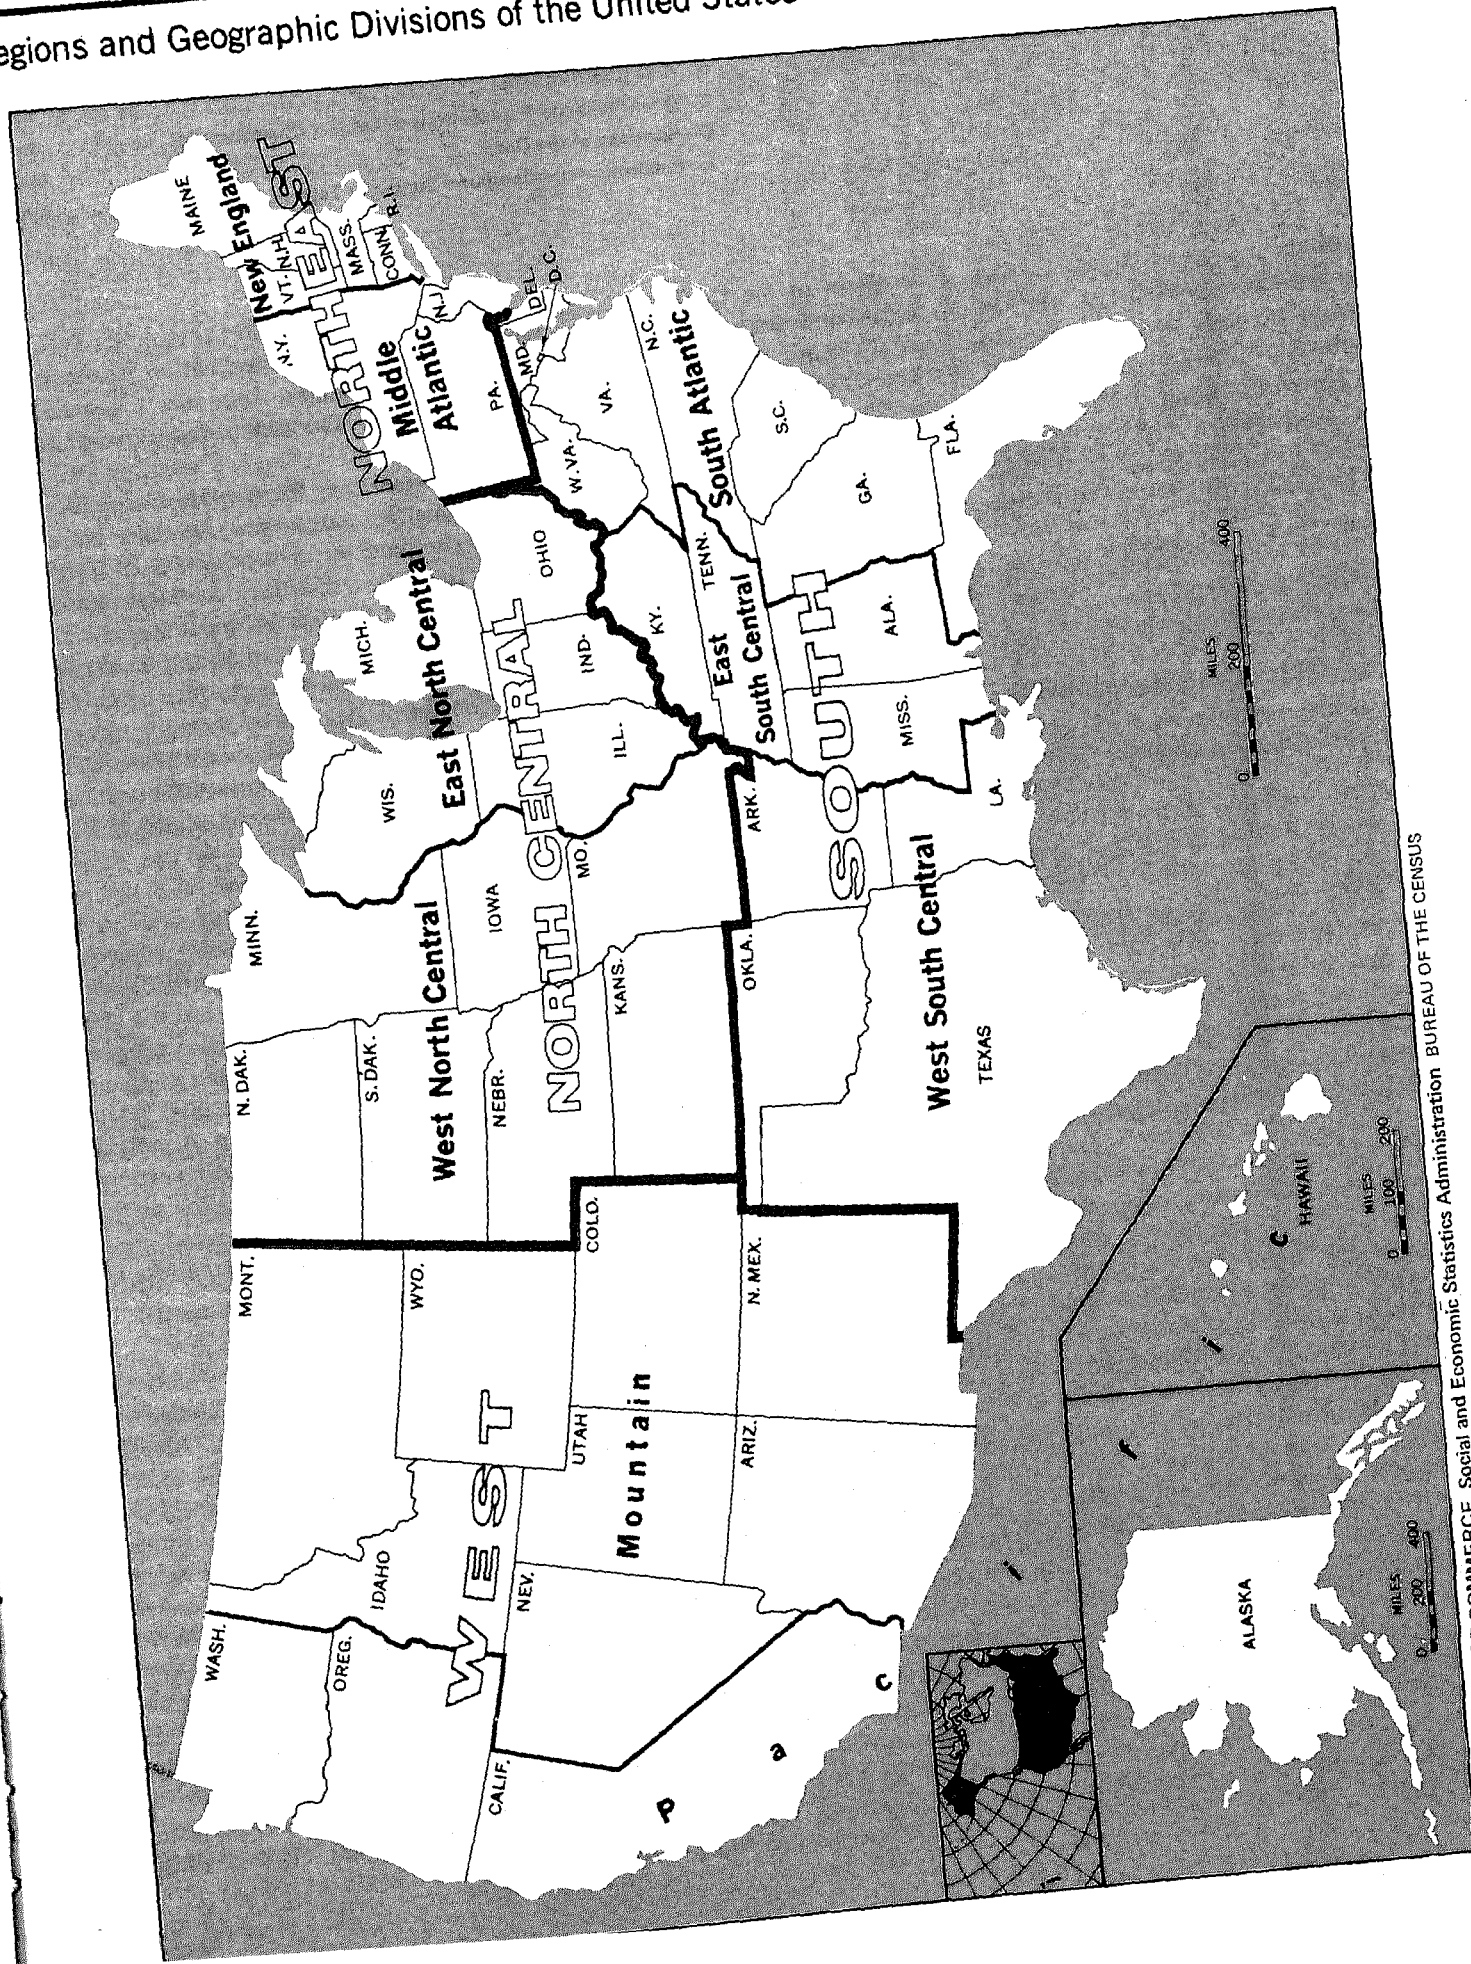 egions and Geographic Divisions of the United States
WASH.
OREG.
CALIF.
IDAHO
NEV.
MONT.
WYO.
UTAH
COLO.
ARIZ.
N. MEX.
WEST
Mountain
Pacific
ALASKA
HAWAII
N. DAK.
S. DAK.
NEBR.
KANS.
MINN.
IOWA
MO.
West North Central
NORTH CENTRAL
East North Central
WIS.
MICH.
ILL.
IND.
OHIO
NORTHEAST
New England
MAINE
VT.
N.H.
MASS.
CONN.
R.I.
Middle
Atlantic
N.Y.
N.J.
PA.
SOUTH
South Atlantic
DEL.
D.C.
MD.
W.VA.
VA.
N.C.
S.C.
GA.
FLA.
East
South Central
KY.
TENN.
ALA.
MISS.
West South Central
ARK.
LA.
OKLA.
TEXAS
MILES
0 200 400
MILES
0 100 200
MILES
0 200 400
COMMERCE Social and Economic Statistics Administration BUREAU OF THE CENSUS